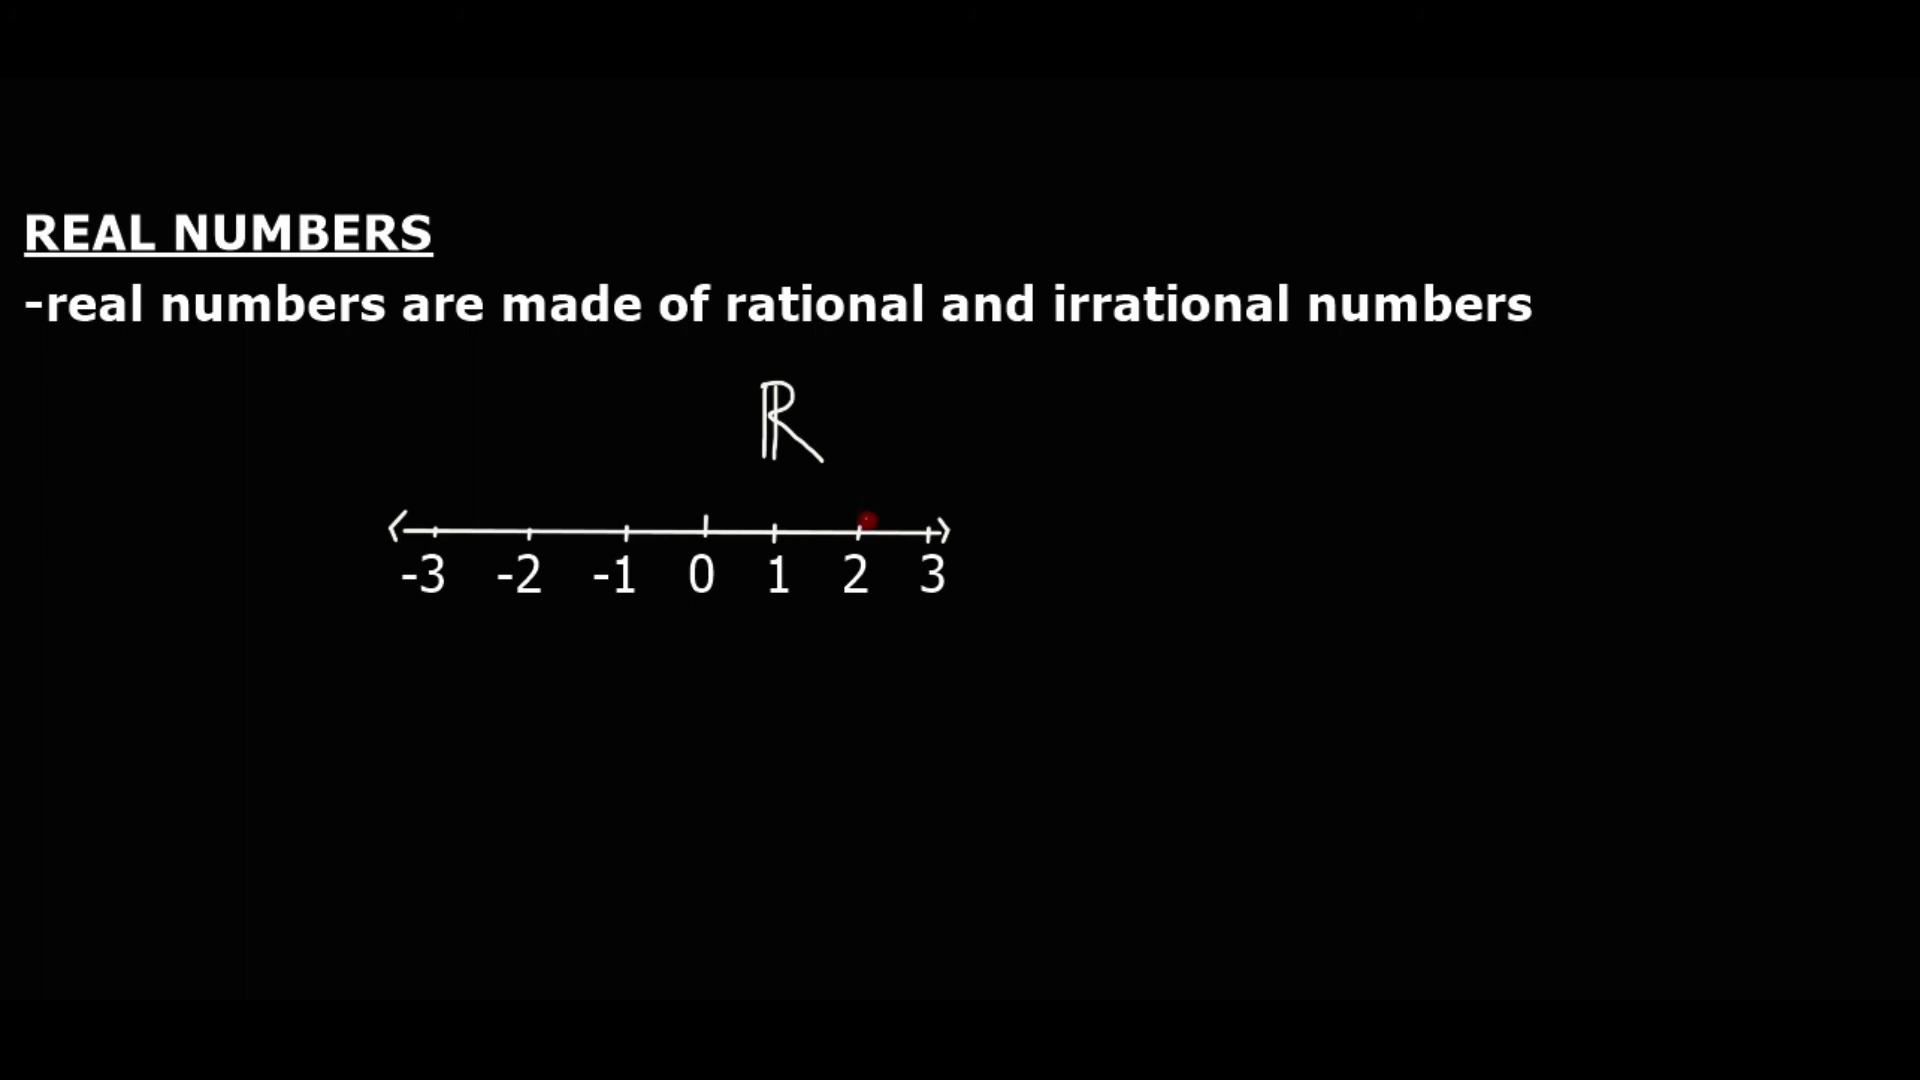 REAL NUMBERS
-real numbers are made of rational and irrational numbers
ℝ
-3 -2 -1 0 1 2 3